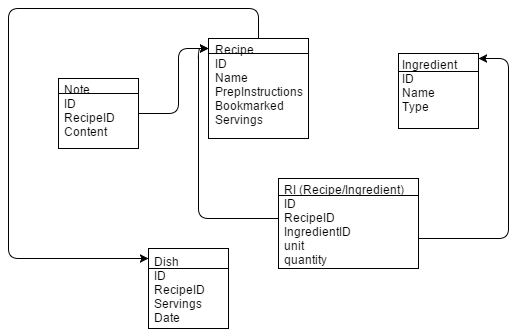 Recipe
ID
Name
PrepInstructions
Bookmarked
Servings
Ingredient
ID
Name
Type
Note
ID
RecipeID
Content
RI (Recipe/Ingredient)
ID
RecipeID
IngredientID
unit
quantity
Dish
ID
RecipeID
Servings
Date